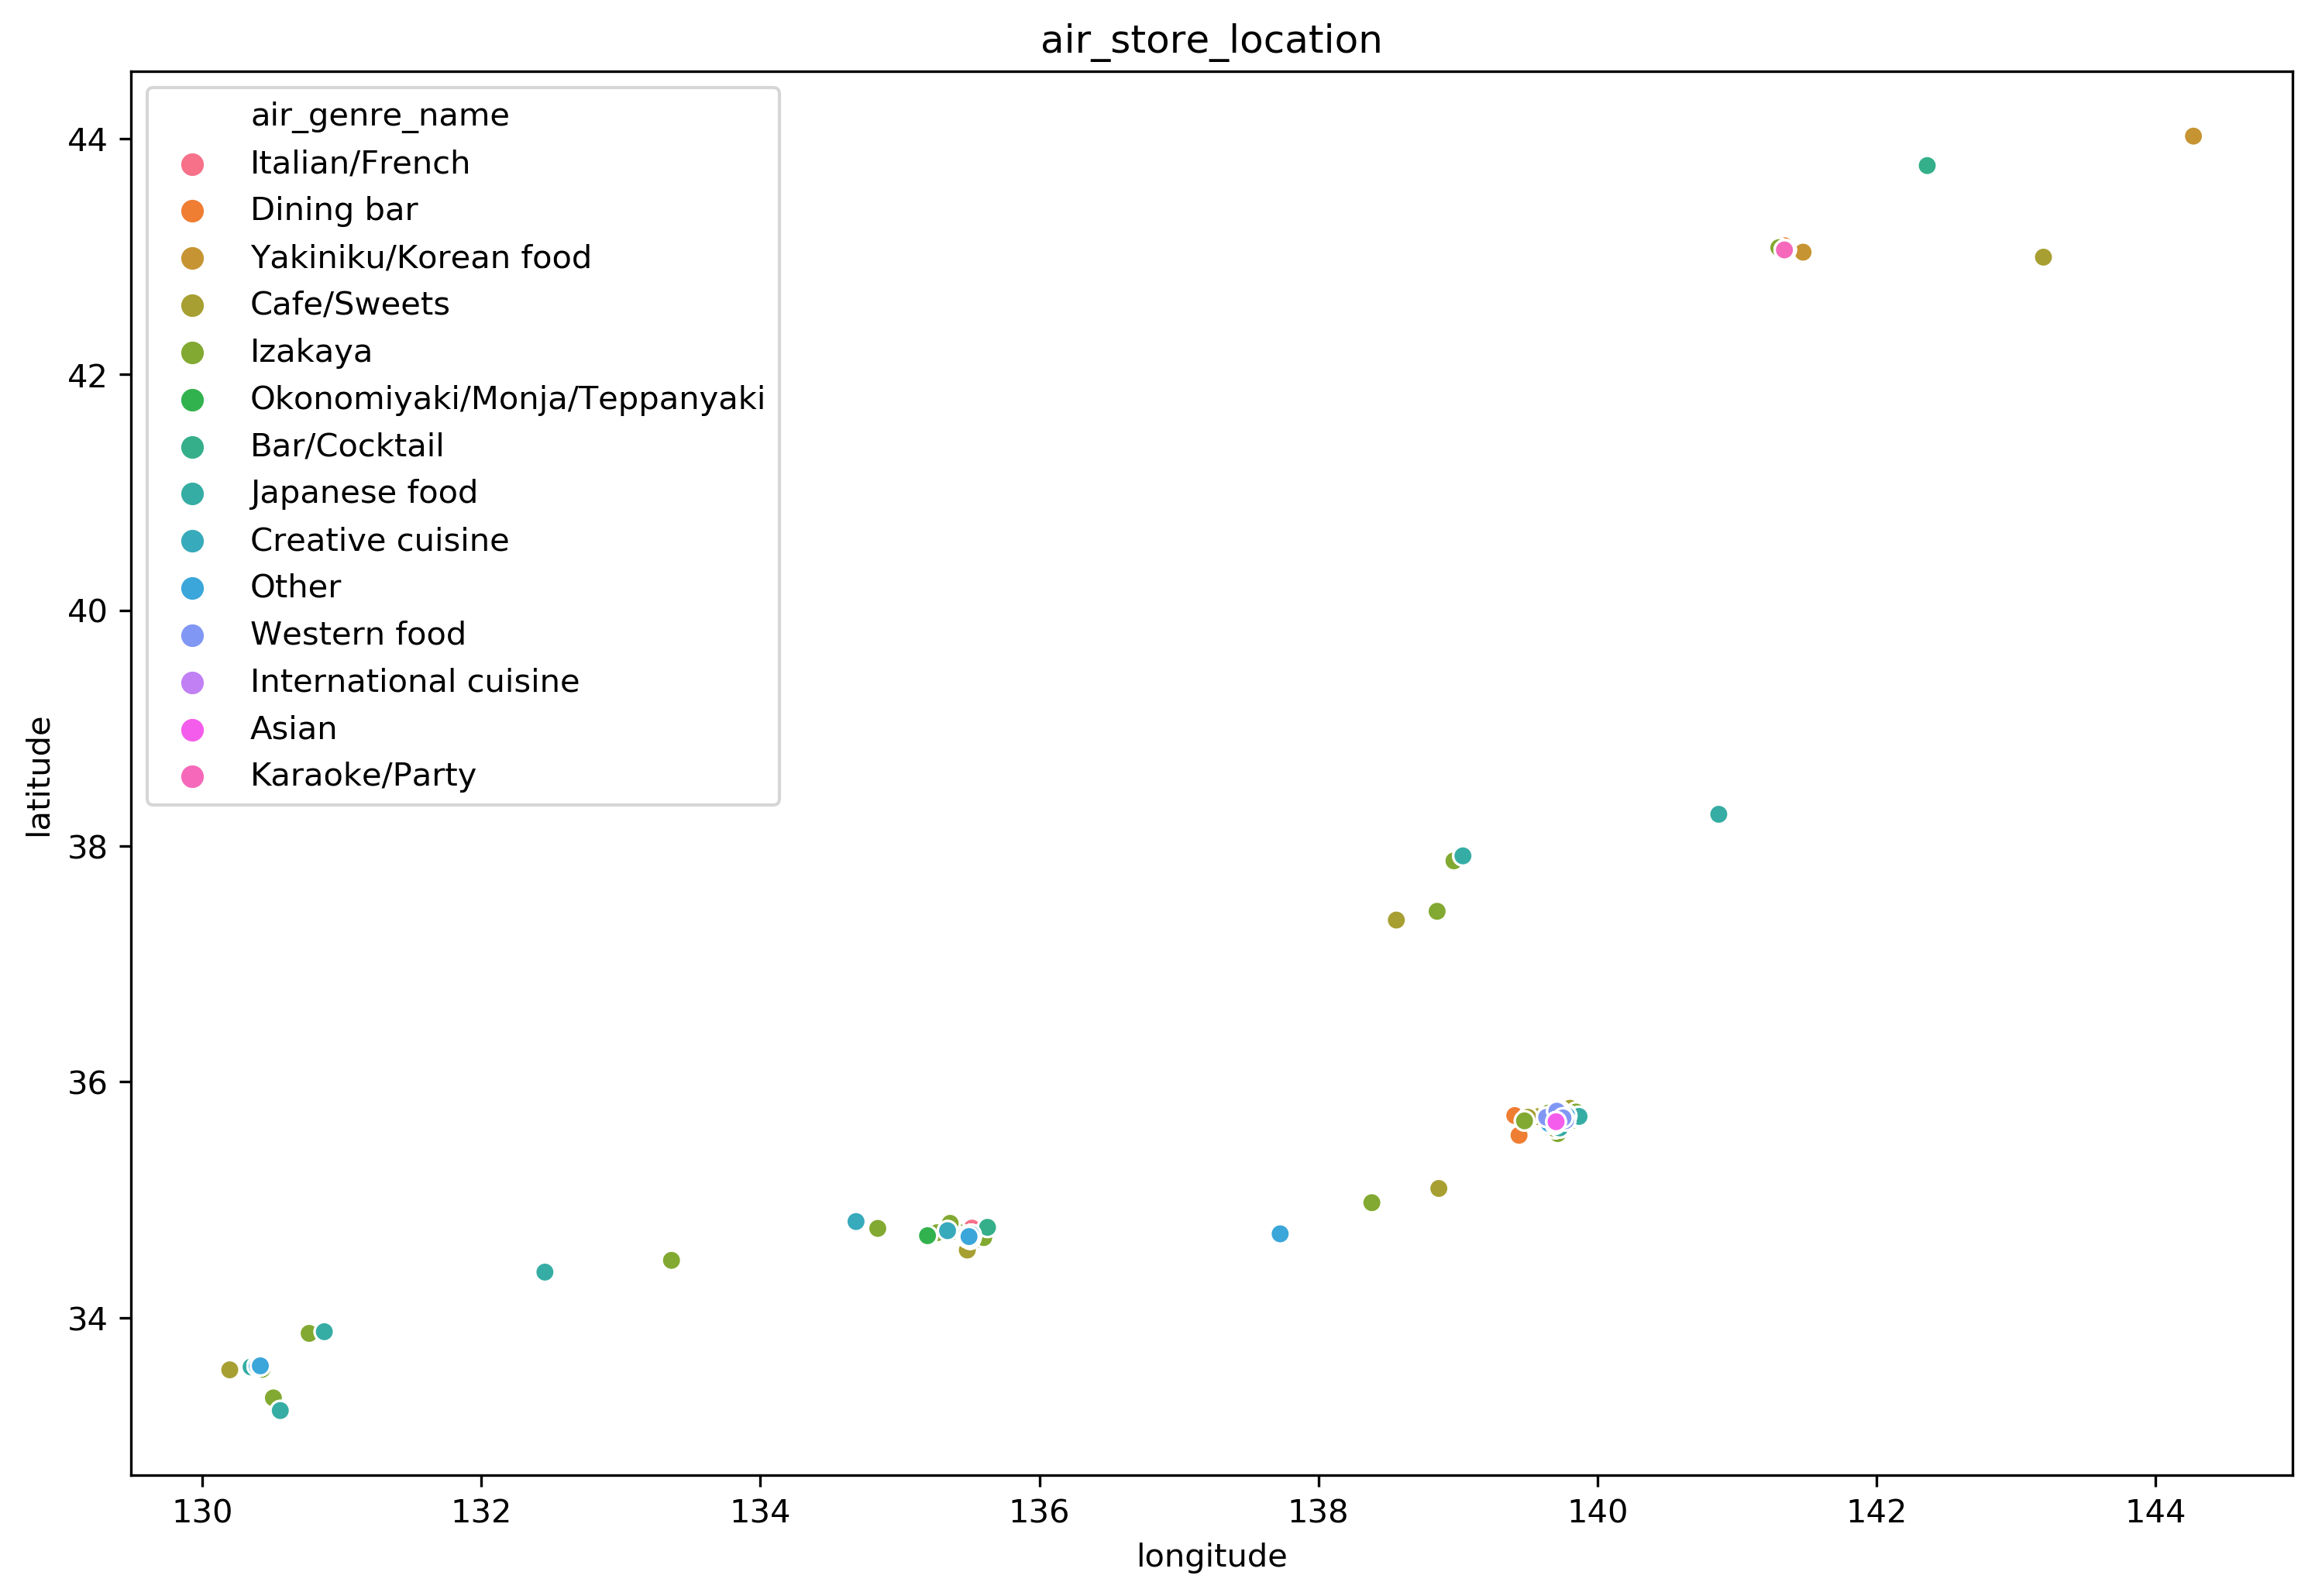 air_store_location
air_genre_name
Italian/French
Dining bar
Yakiniku/Korean food
Cafe/Sweets
Izakaya
Okonomiyaki/Monja/Teppanyaki
Bar/Cocktail
Japanese food
Creative cuisine
Other
Western food
International cuisine
Asian
Karaoke/Party
latitude
44
42
40
38
36
34
130 132 134 136 138 140 142 144
longitude